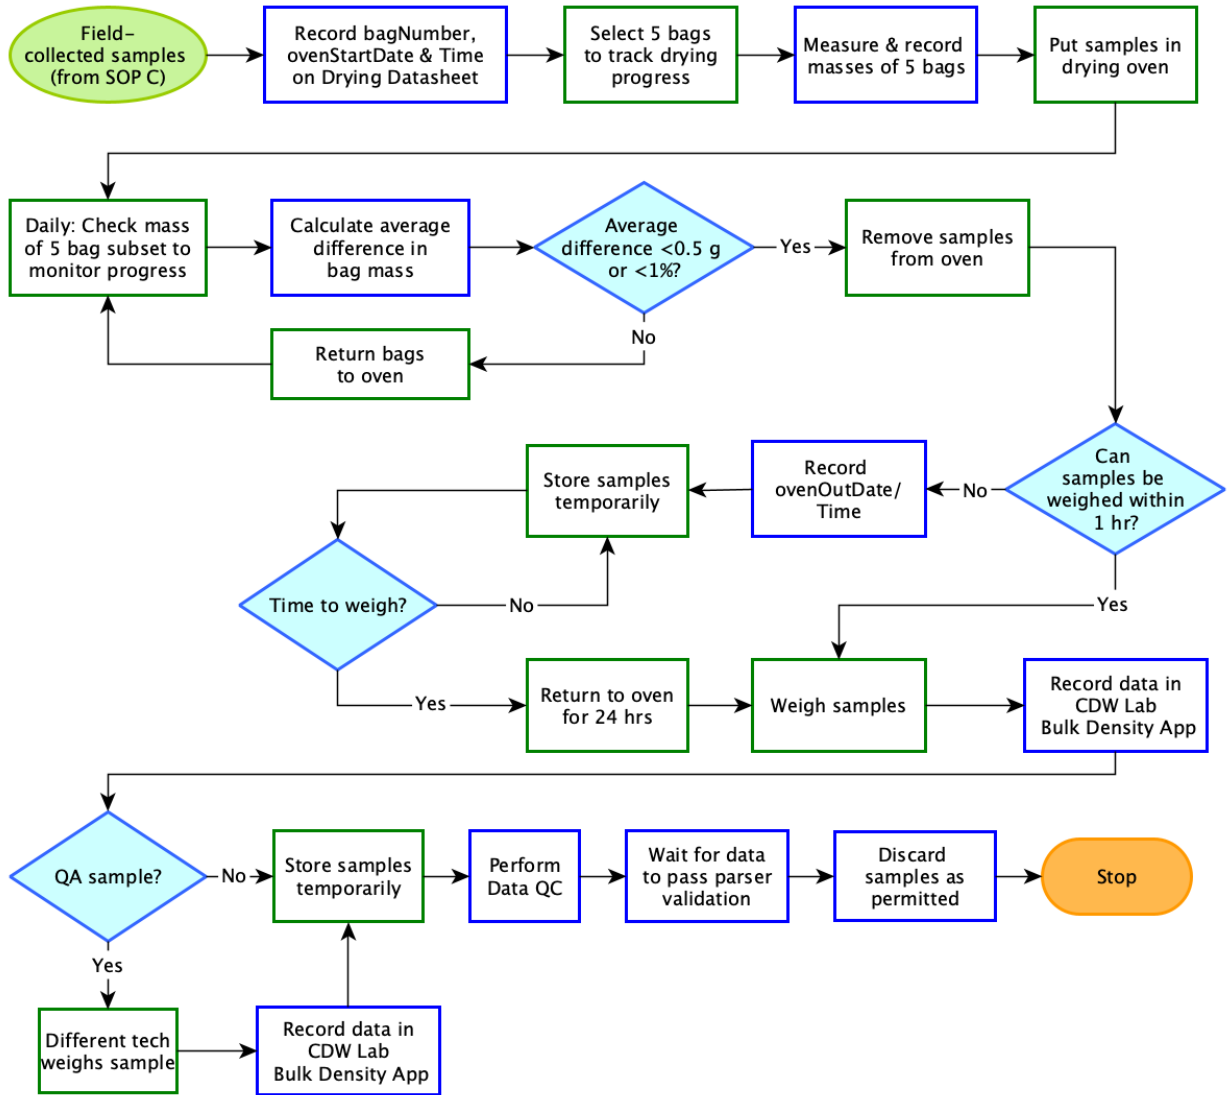 Field-
collected samples
(from SOP C)
Record bagNumber,
ovenStartDate & Time
on Drying Datasheet
Select 5 bags
to track drying
progress
Measure & record
masses of 5 bags
Put samples in
drying oven
Daily: Check mass
of 5 bag subset to
monitor progress
Calculate average
difference in
bag mass
Average
difference <0.5 g
or <1%?
Yes
Remove samples
from oven
No
Return bags
to oven
Can
samples be
weighed within
1 hr?
No
Record
ovenOutDate/
Time
Store samples
temporarily
Time to weigh?
No
Yes
Yes
Return to oven
for 24 hrs
Weigh samples
Record data in
CDW Lab
Bulk Density App
QA sample?
No
Store samples
temporarily
Perform
Data QC
Wait for data
to pass parser
validation
Discard
samples as
permitted
Stop
Yes
Different tech
weighs sample
Record data in
CDW Lab
Bulk Density App